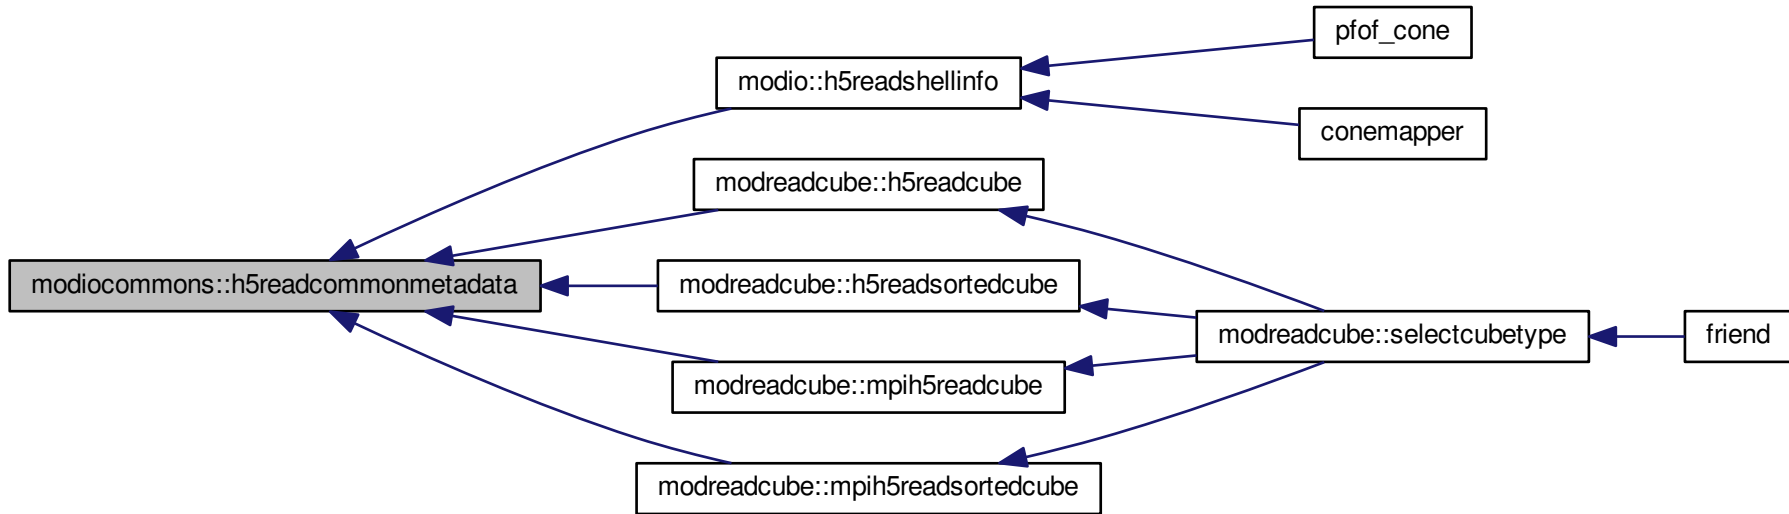 pfof_cone
modio::h5readshellinfo
conemapper
modreadcube::h5readcube
modiocommons::h5readcommonmetadata
modreadcube::h5readsortedcube
modreadcube::selectcubetype
friend
modreadcube::mpih5readcube
modreadcube::mpih5readsortedcube